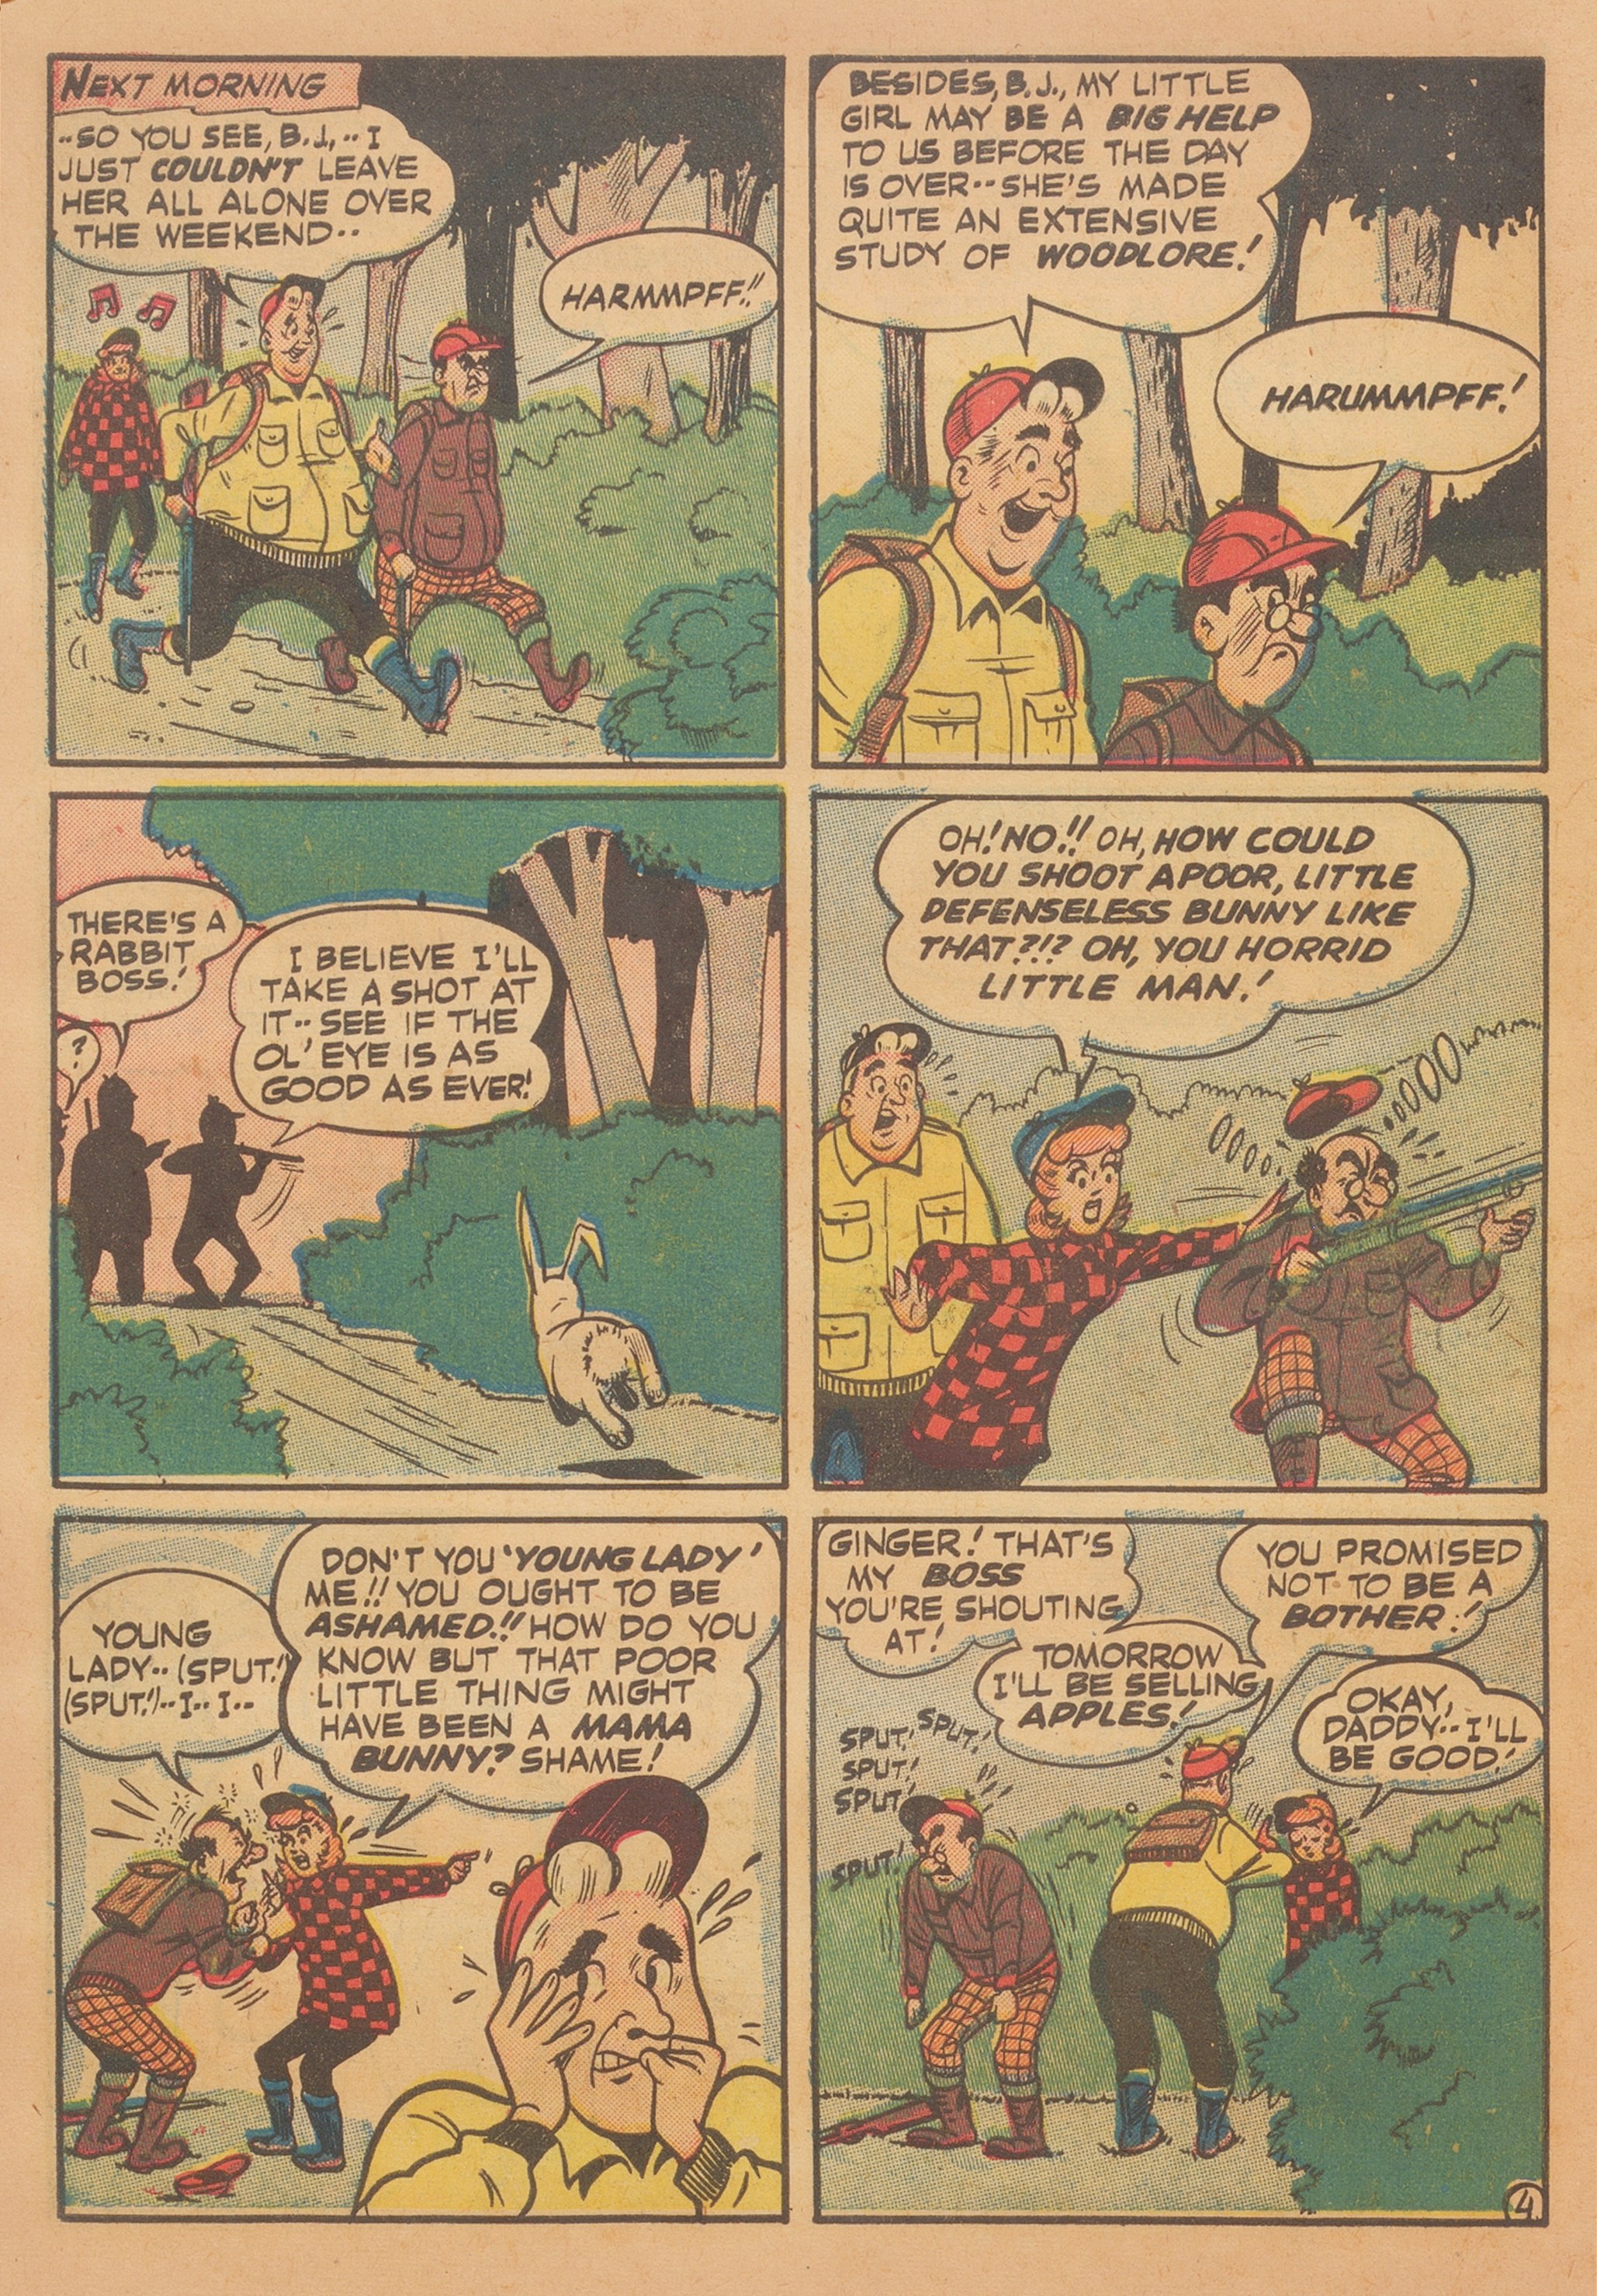 NEXT MORNING
··SO YOU SEE, B.J.,·· I
JUST COULDN'T LEAVE
HER ALL ALONE OVER
THE WEEKEND··
HARMMPFF!!
BESIDES, B.J., MY LITTLE
GIRL MAY BE A BIG HELP
TO US BEFORE THE DAY
IS OVER··SHE'S MADE
QUITE AN EXTENSIVE
STUDY OF WOODLORE!
HARUMMPFF!
THERE'S A
RABBIT
BOSS!
?
I BELIEVE I'LL
TAKE A SHOT AT
IT·· SEE IF THE
OL' EYE IS AS
GOOD AS EVER!
OH! NO!! OH, HOW COULD
YOU SHOOT A POOR, LITTLE
DEFENSELESS BUNNY LIKE
THAT?!? OH, YOU HORRID
LITTLE MAN!
YOUNG
LADY·· (SPUT!)
(SPUT!)··I·· I··
DON'T YOU 'YOUNG LADY'
ME!! YOU OUGHT TO BE
ASHAMED!! HOW DO YOU
KNOW BUT THAT POOR
LITTLE THING MIGHT
HAVE BEEN A MAMA
BUNNY? SHAME!
GINGER! THAT'S
MY BOSS
YOU'RE SHOUTING
AT!
TOMORROW
I'LL BE SELLING
APPLES!
YOU PROMISED
NOT TO BE A
BOTHER!
OKAY,
DADDY··I'LL
BE GOOD!
SPUT! SPUT!
SPUT!
SPUT!
SPUT!
4